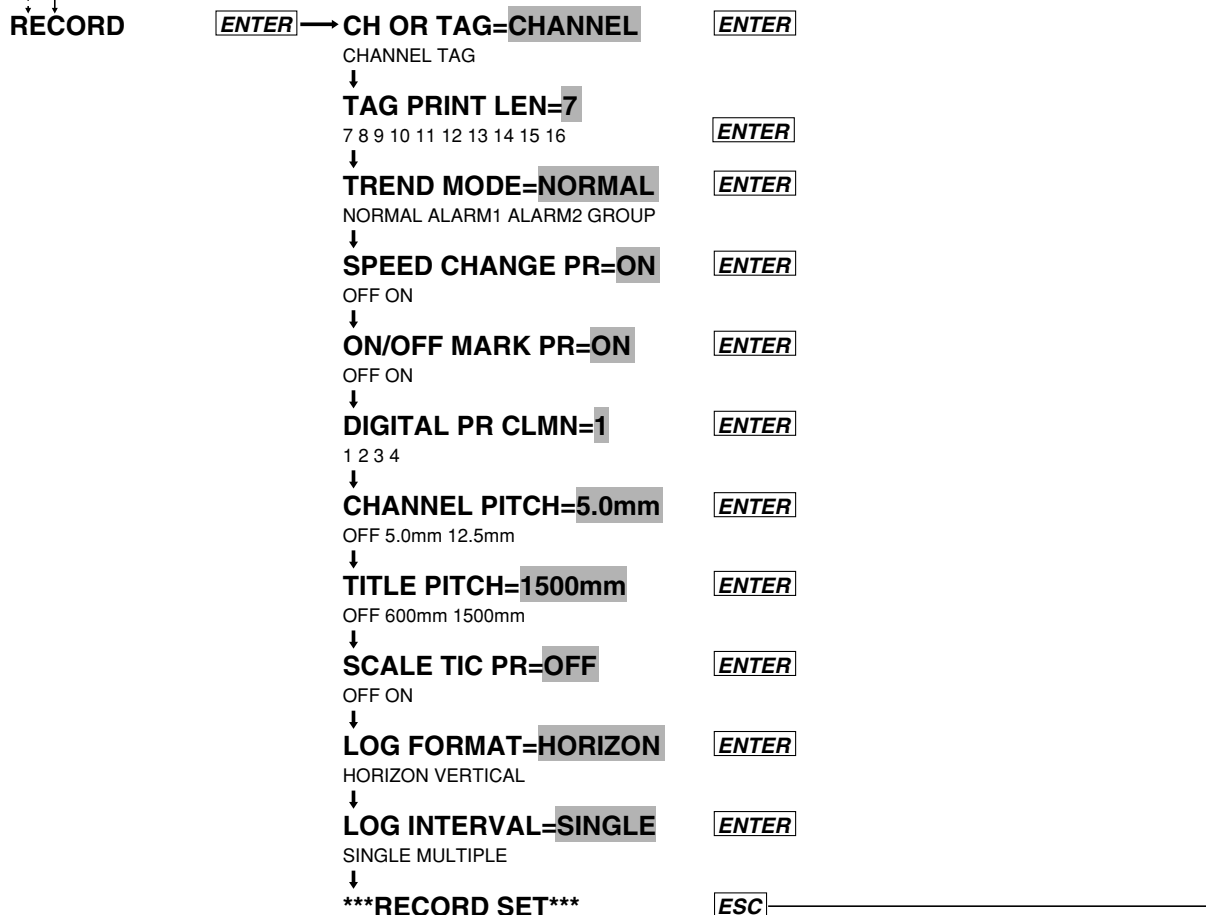 RECORD ENTER CH OR TAG=CHANNEL ENTER
CHANNEL TAG
TAG PRINT LEN=7
7 8 9 10 11 12 13 14 15 16 ENTER
TREND MODE=NORMAL ENTER
NORMAL ALARM1 ALARM2 GROUP
SPEED CHANGE PR=ON ENTER
OFF ON
ON/OFF MARK PR=ON ENTER
OFF ON
DIGITAL PR CLMN=1 ENTER
1 2 3 4
CHANNEL PITCH=5.0mm ENTER
OFF 5.0mm 12.5mm
TITLE PITCH=1500mm ENTER
OFF 600mm 1500mm
SCALE TIC PR=OFF ENTER
OFF ON
LOG FORMAT=HORIZON ENTER
HORIZON VERTICAL
LOG INTERVAL=SINGLE ENTER
SINGLE MULTIPLE
***RECORD SET*** ESC